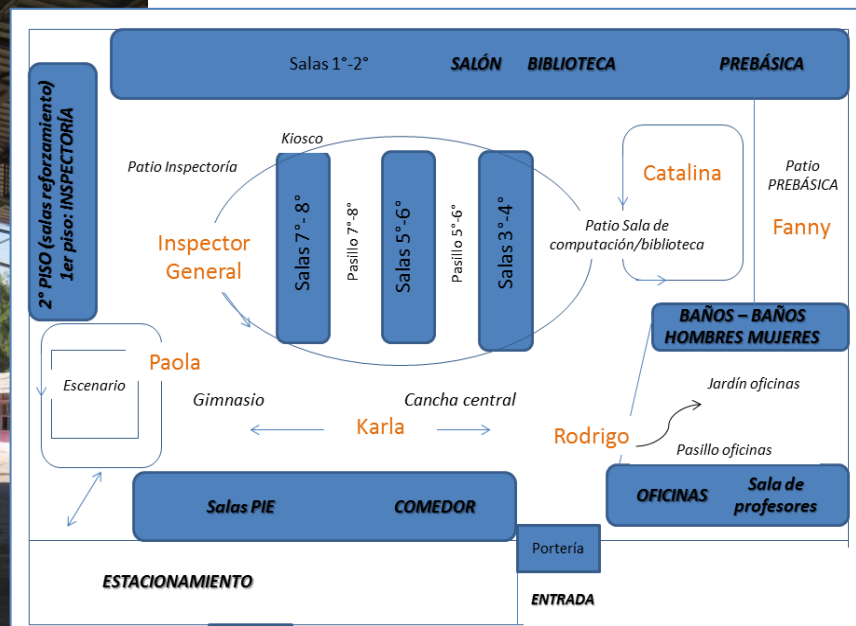 Salas 1°-2° SALÓN BIBLIOTECA PREBÁSICA
2° PISO (salas reforzamiento)
1er piso: INSPECTORÍA
Kiosco
Patio Inspectoría
Inspector
General
Salas 7°- 8°
Pasillo 7°-8°
Salas 5°-6°
Pasillo 5°-6°
Salas 3°-4°
Catalina
Patio Sala de
computación/biblioteca
Patio
PREBÁSICA
Fanny
BAÑOS – BAÑOS
HOMBRES MUJERES
Paola
Escenario
Gimnasio
Karla
Cancha central
Rodrigo
Jardín oficinas
Pasillo oficinas
Salas PIE COMEDOR
OFICINAS
Sala de
profesores
Portería
ESTACIONAMIENTO
ENTRADA